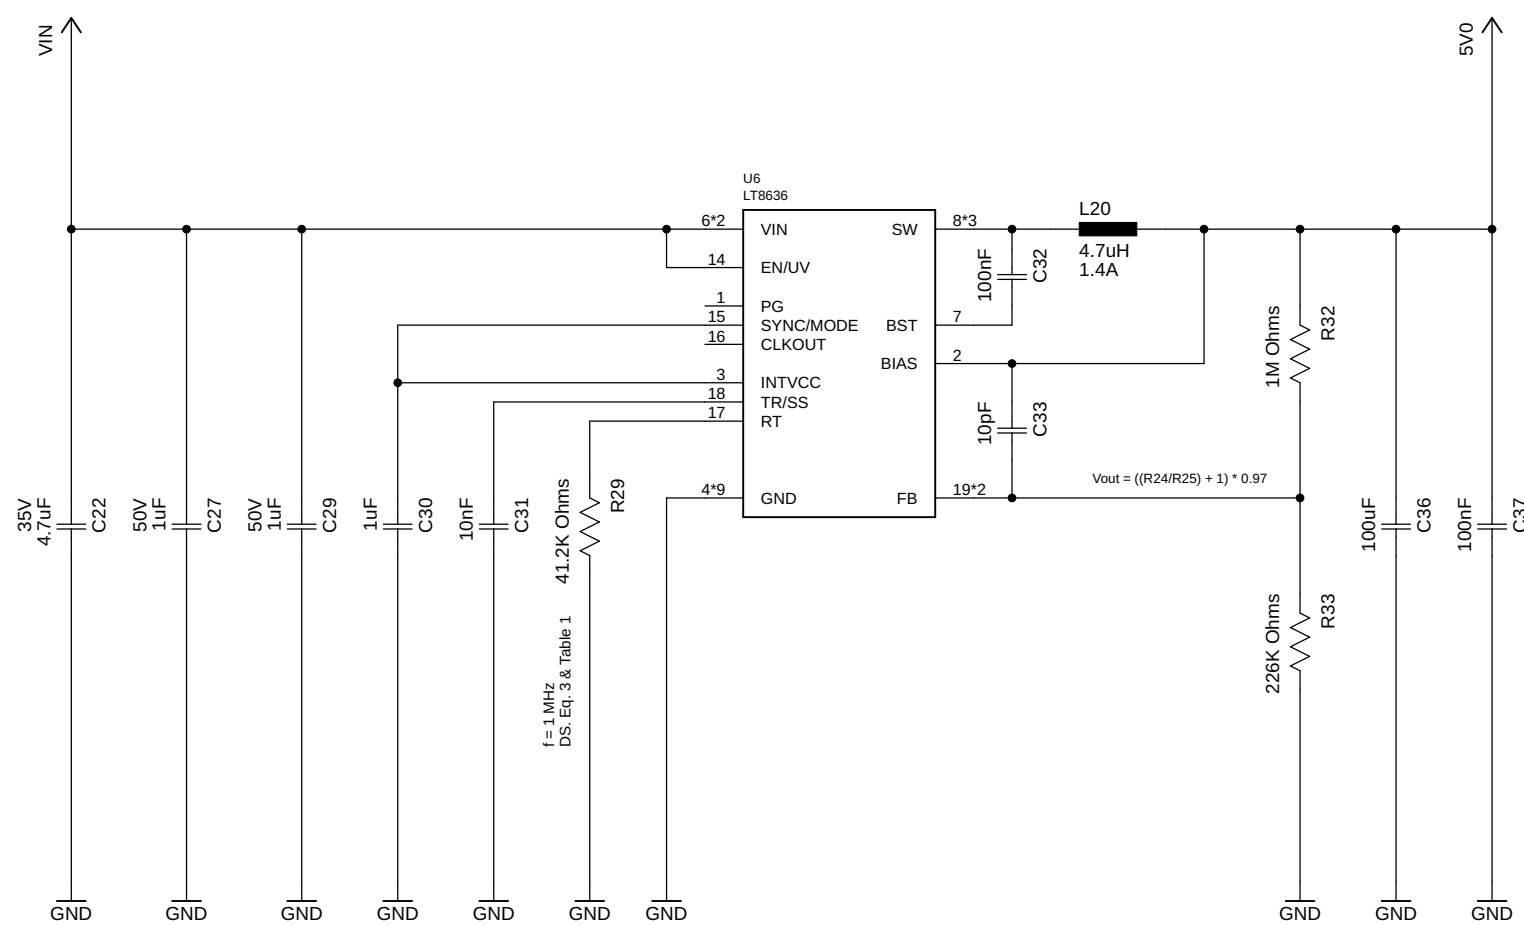 VIN
5V0
U6
LT8636
6*2
VIN
14
EN/UV
1
PG
15
SYNC/MODE
16
CLKOUT
3
INTVCC
18
TR/SS
17
RT
4*9
GND
SW
8*3
BST
7
BIAS
2
FB
19*2
100nF
C32
L20
4.7uH
1.4A
10pF
C33
1M Ohms
R32
Vout = ((R24/R25) + 1) * 0.97
35V
4.7uF
C22
50V
1uF
C27
50V
1uF
C29
1uF
C30
10nF
C31
41.2K Ohms
R29
f = 1 MHz
DS. Eq. 3 & Table 1
226K Ohms
R33
100uF
C36
100nF
C37
GND
GND
GND
GND
GND
GND
GND
GND
GND
GND